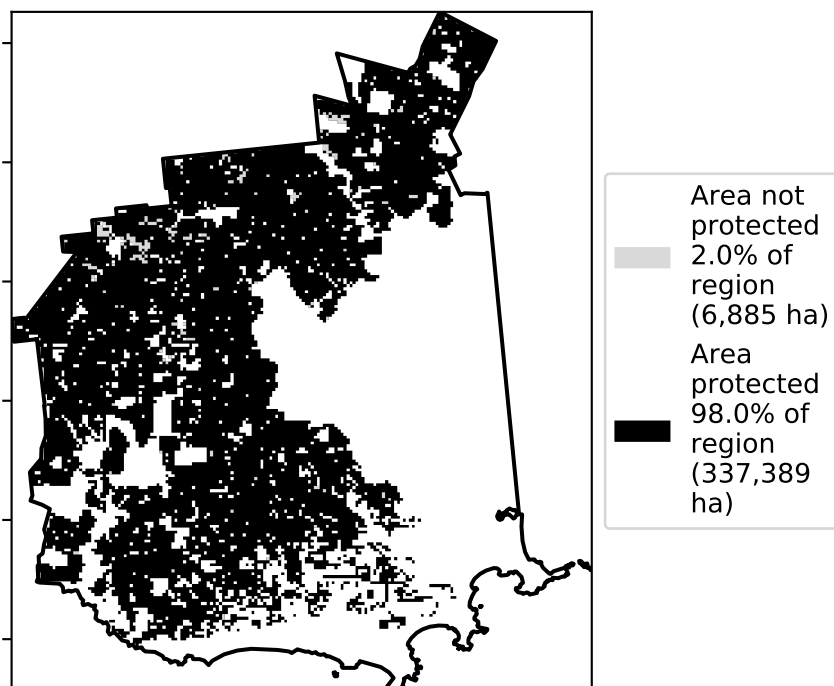 Area not
protected
2.0% of
region
(6,885 ha)
Area
protected
98.0% of
region
(337,389
ha)